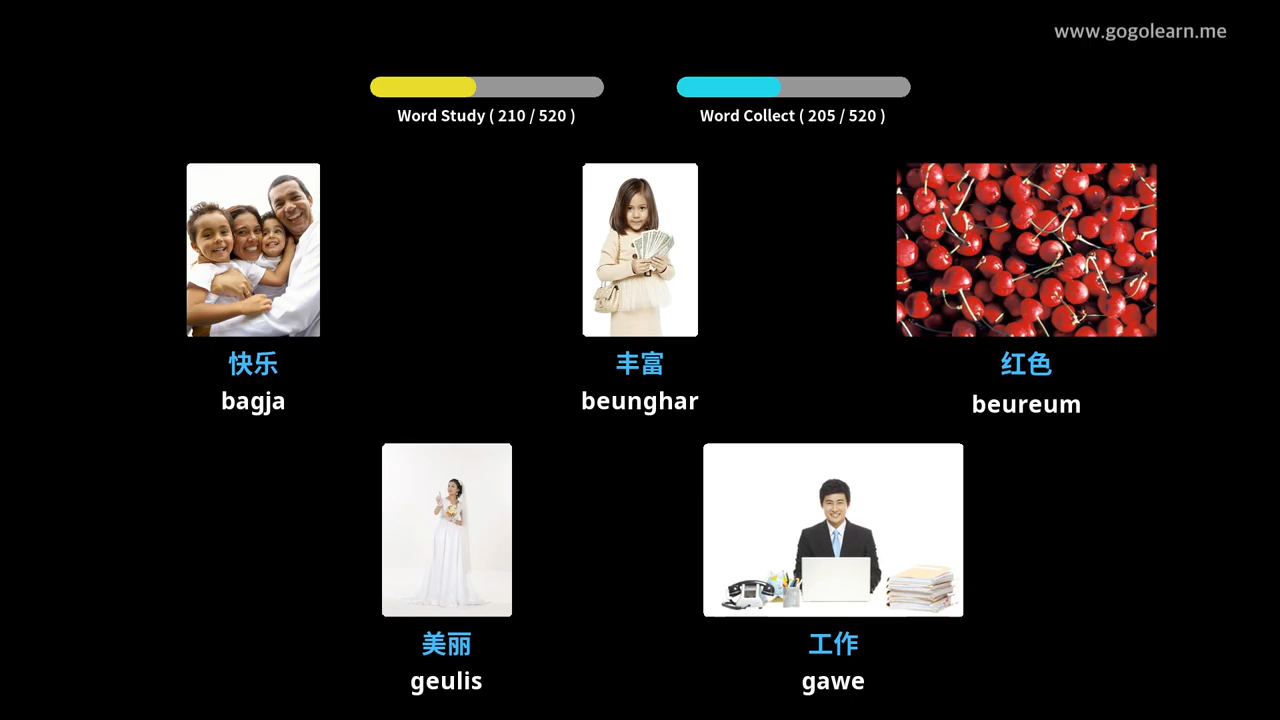 www.gogolearn.me
Word Study ( 210 / 520 )
Word Collect ( 205 / 520 )
快乐
bagja
丰富
beunghar
红色
beureum
美丽
geulis
工作
gawe